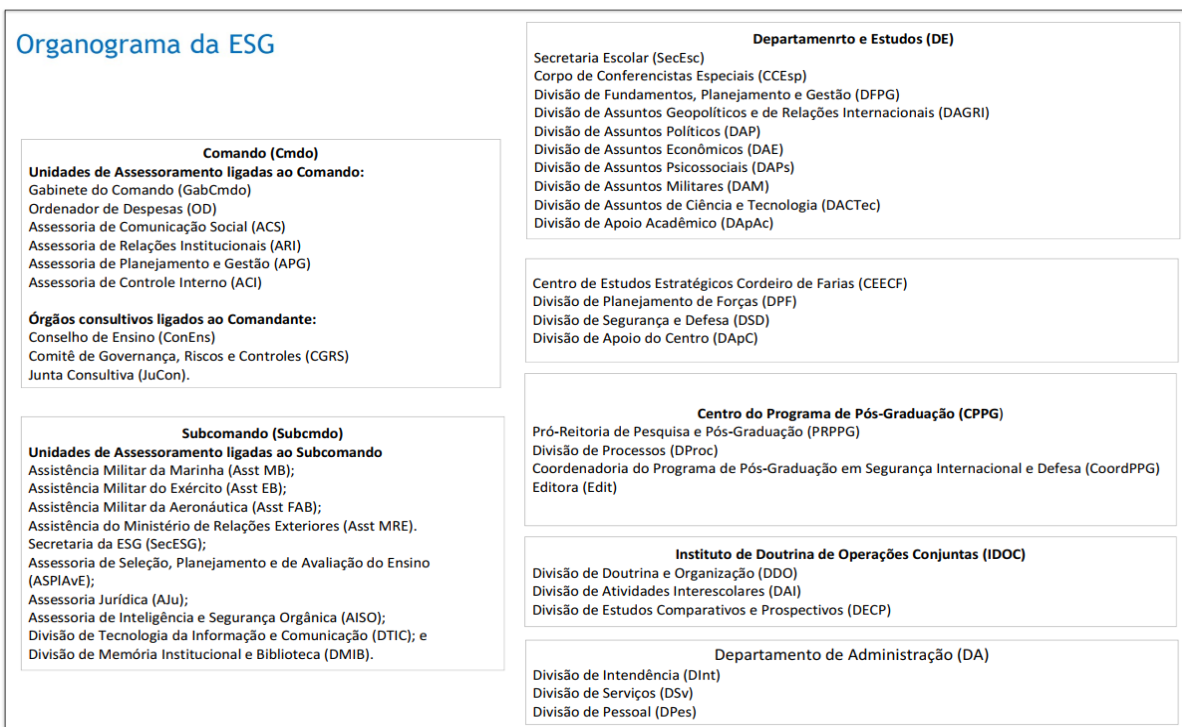 Organograma da ESG
Comando (Cmdo)
Unidades de Assessoramento ligadas ao Comando:
Gabinete do Comando (GabCmdo)
Ordenador de Despesas (OD)
Assessoria de Comunicação Social (ACS)
Assessoria de Relações Institucionais (ARI)
Assessoria de Planejamento e Gestão (APG)
Assessoria de Controle Interno (ACI)
Órgãos consultivos ligados ao Comandante:
Conselho de Ensino (ConEns)
Comitê de Governança, Riscos e Controles (CGRS)
Junta Consultiva (JuCon).
Subcomando (Subcmdo)
Unidades de Assessoramento ligadas ao Subcomando
Assistência Militar da Marinha (Asst MB);
Assistência Militar do Exército (Asst EB);
Assistência Militar da Aeronáutica (Asst FAB);
Assistência do Ministério de Relações Exteriores (Asst MRE).
Secretaria da ESG (SecESG);
Assessoria de Seleção, Planejamento e de Avaliação do Ensino
(ASPlAvE);
Assessoria Jurídica (AJu);
Assessoria de Inteligência e Segurança Orgânica (AISO);
Divisão de Tecnologia da Informação e Comunicação (DTIC); e
Divisão de Memória Institucional e Biblioteca (DMIB).
Departamenrto e Estudos (DE)
Secretaria Escolar (SecEsc)
Corpo de Conferencistas Especiais (CCEsp)
Divisão de Fundamentos, Planejamento e Gestão (DFPG)
Divisão de Assuntos Geopolíticos e de Relações Internacionais (DAGRI)
Divisão de Assuntos Políticos (DAP)
Divisão de Assuntos Econômicos (DAE)
Divisão de Assuntos Psicossociais (DAPs)
Divisão de Assuntos Militares (DAM)
Divisão de Assuntos de Ciência e Tecnologia (DACTec)
Divisão de Apoio Acadêmico (DApAc)
Centro de Estudos Estratégicos Cordeiro de Farias (CEECF)
Divisão de Planejamento de Forças (DPF)
Divisão de Segurança e Defesa (DSD)
Divisão de Apoio do Centro (DApC)
Centro do Programa de Pós-Graduação (CPPG)
Pró-Reitoria de Pesquisa e Pós-Graduação (PRPPG)
Divisão de Processos (DProc)
Coordenadoria do Programa de Pós-Graduação em Segurança Internacional e Defesa (CoordPPG)
Editora (Edit)
Instituto de Doutrina de Operações Conjuntas (IDOC)
Divisão de Doutrina e Organização (DDO)
Divisão de Atividades Interescolares (DAI)
Divisão de Estudos Comparativos e Prospectivos (DECP)
Departamento de Administração (DA)
Divisão de Intendência (DInt)
Divisão de Serviços (DSv)
Divisão de Pessoal (DPes)